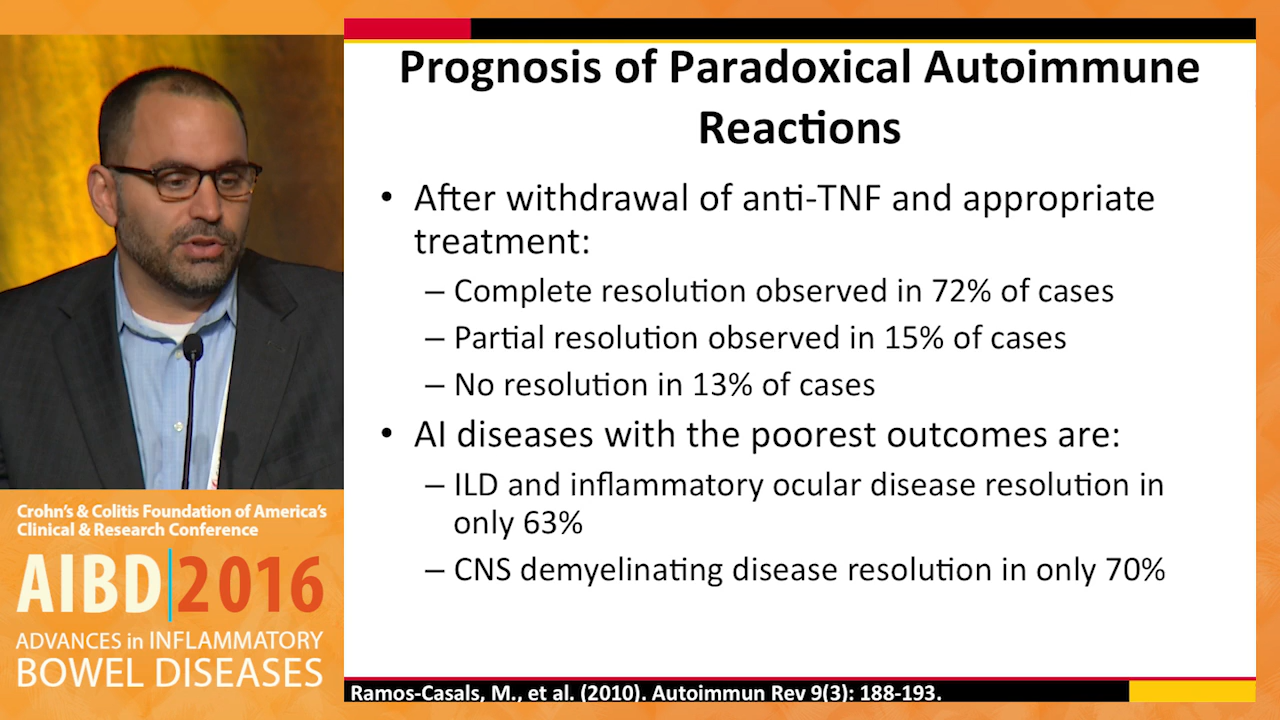 Prognosis of Paradoxical Autoimmune
Reactions
• After withdrawal of anti-TNF and appropriate
treatment:
– Complete resolution observed in 72% of cases
– Partial resolution observed in 15% of cases
– No resolution in 13% of cases
• AI diseases with the poorest outcomes are:
– ILD and inflammatory ocular disease resolution in
only 63%
– CNS demyelinating disease resolution in only 70%
Ramos-Casals, M., et al. (2010). Autoimmun Rev 9(3): 188-193.
Crohn's & Colitis Foundation of America's
Clinical & Research Conference
AIBD|2016
ADVANCES in INFLAMMATORY
BOWEL DISEASES